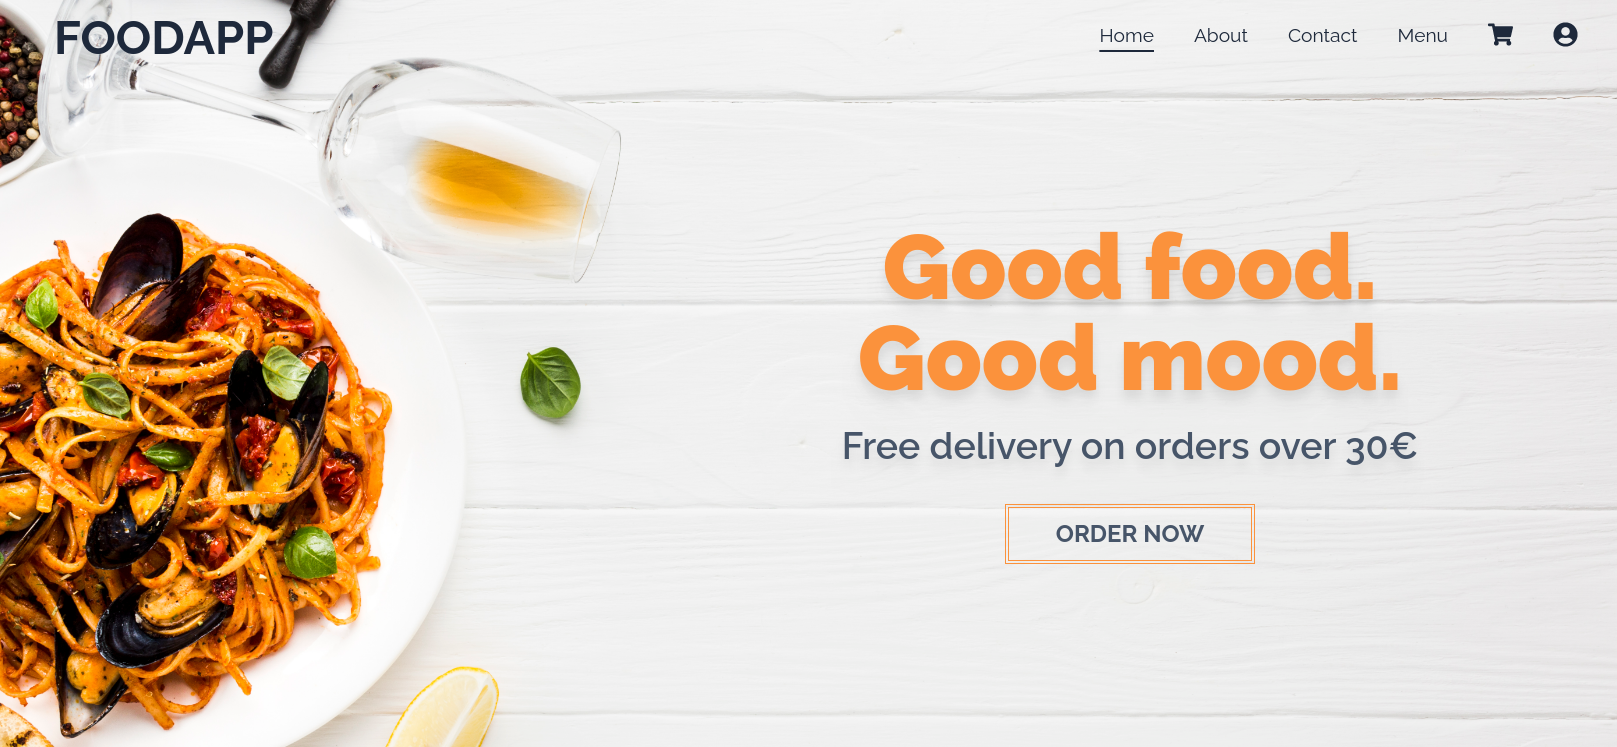 FOODAPP
Home About Contact Menu
Good food.
Good mood.
Free delivery on orders over 30€
ORDER NOW